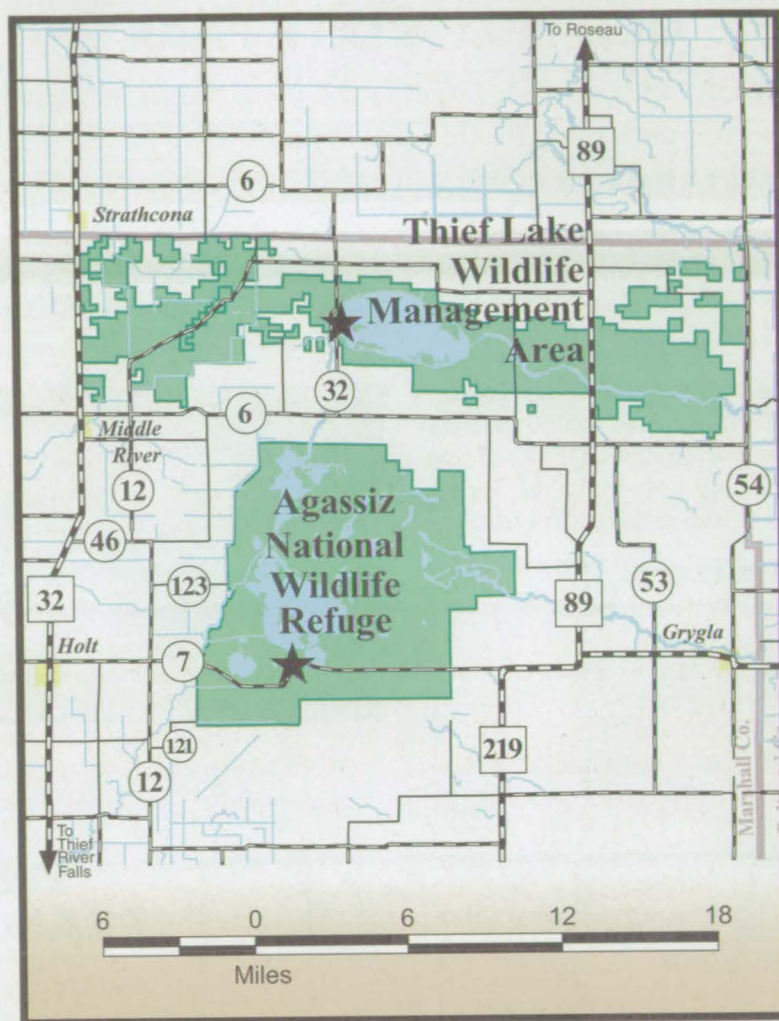 To Roseau
89
6
Strathcona
Thief Lake
Wildlife
Management
Area
32
6
Middle
River
12
54
46
Agassiz
National
Wildlife
Refuge
123
32
89
53
Holt
7
Grygla
121
12
219
Marshall Co.
To
Thief
River
Falls
6 0 6 12 18
Miles